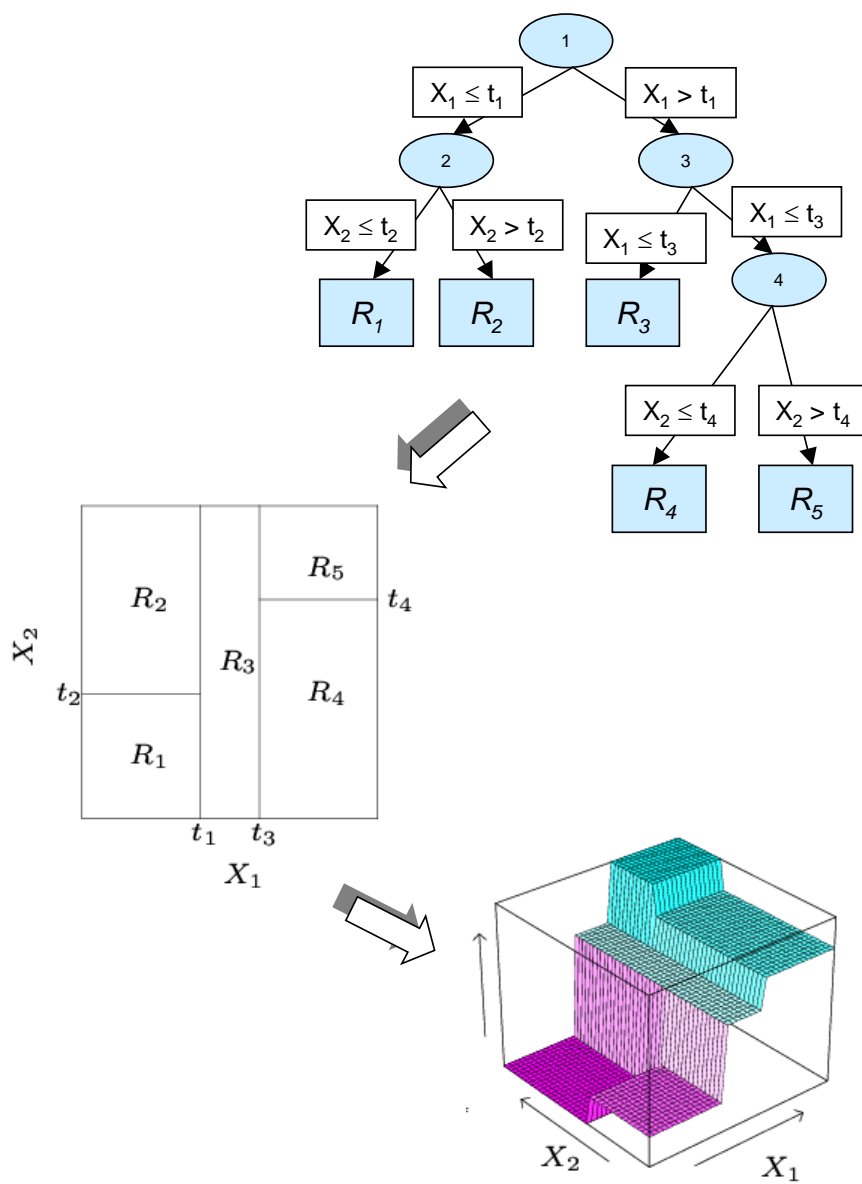 1
X₁ ≤ t₁
X₁ > t₁
2
3
X₂ ≤ t₂
X₂ > t₂
X₁ ≤ t₃
X₁ ≤ t₃
4
R₁
R₂
R₃
X₂ ≤ t₄
X₂ > t₄
R₄
R₅
R₅
R₂
t₄
X₂
R₃
R₄
t₂
R₁
t₁
t₃
X₁
X₂
X₁